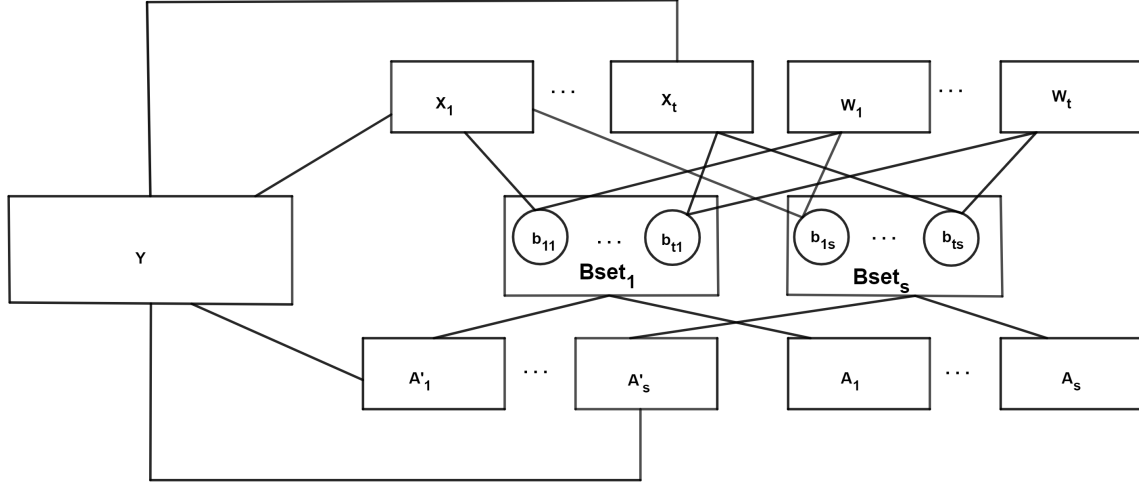 X₁ ... Xₜ W₁ ... Wₜ
Y
b₁₁ ... bₜ₁ b₁ₛ ... bₜₛ
Bset₁ Bsetₛ
A'₁ ... A'ₛ A₁ ... Aₛ